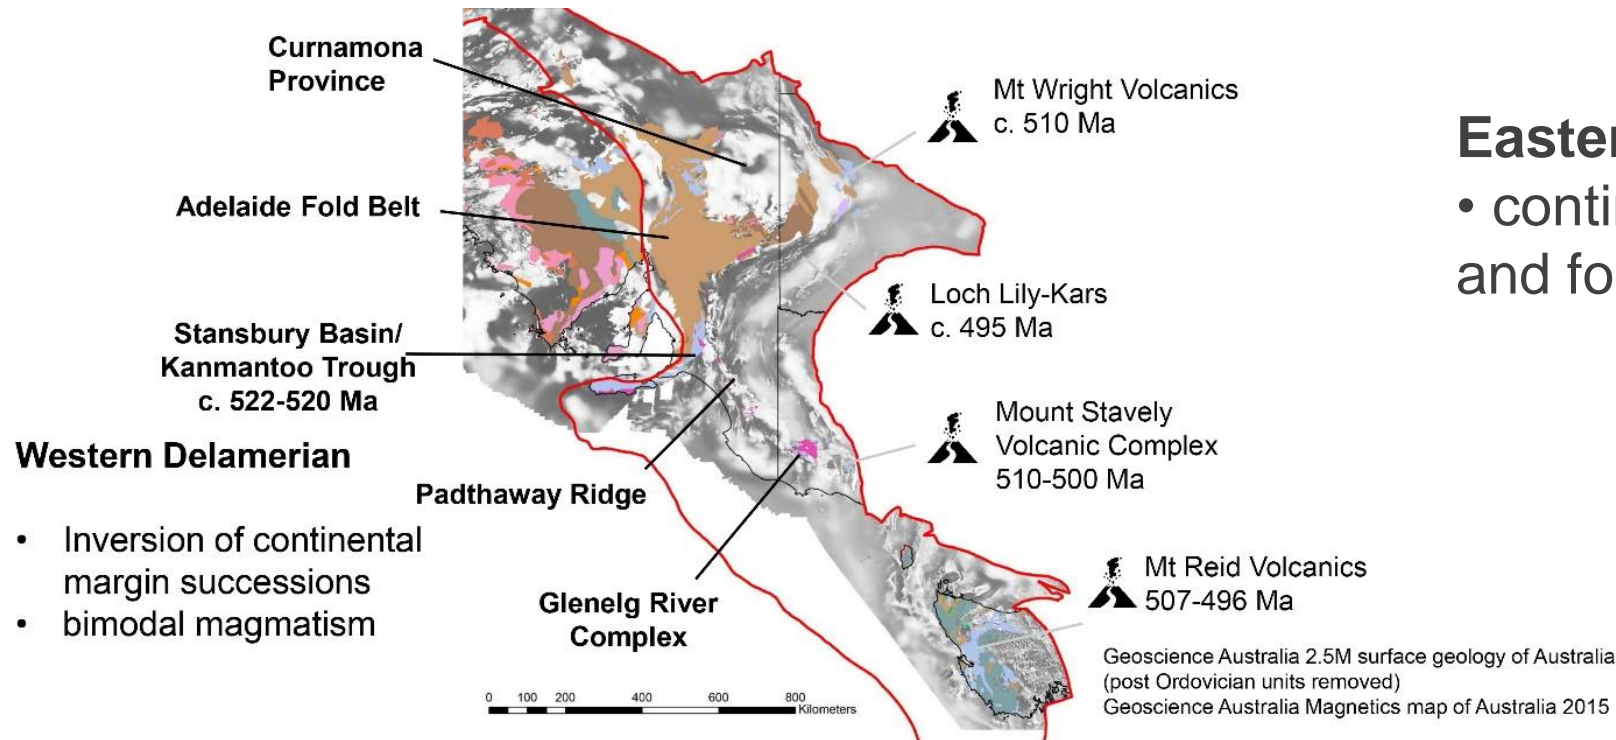 Curnamona
Province
Adelaide Fold Belt
Stansbury Basin/
Kanmantoo Trough
c. 522-520 Ma
Western Delamerian
• Inversion of continental
margin successions
• bimodal magmatism
Padthaway Ridge
Glenelg River
Complex
0 100 200 400 600 800
Kilometers
Mt Wright Volcanics
c. 510 Ma
Loch Lily-Kars
c. 495 Ma
Mount Stavely
Volcanic Complex
510-500 Ma
Mt Reid Volcanics
507-496 Ma
Geoscience Australia 2.5M surface geology of Australia
(post Ordovician units removed)
Geoscience Australia Magnetics map of Australia 2015
•
and